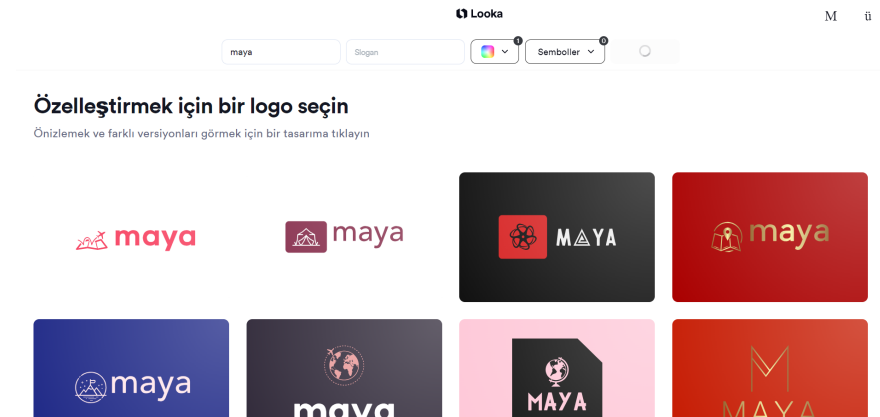 Looka
M ü
maya Slogan 1 Semboller 0
Özelleştirmek için bir logo seçin
Önizlemek ve farklı versiyonları görmek için bir tasarıma tıklayın
maya
maya
MAYA
maya
maya
maya
MAYA
MAYA